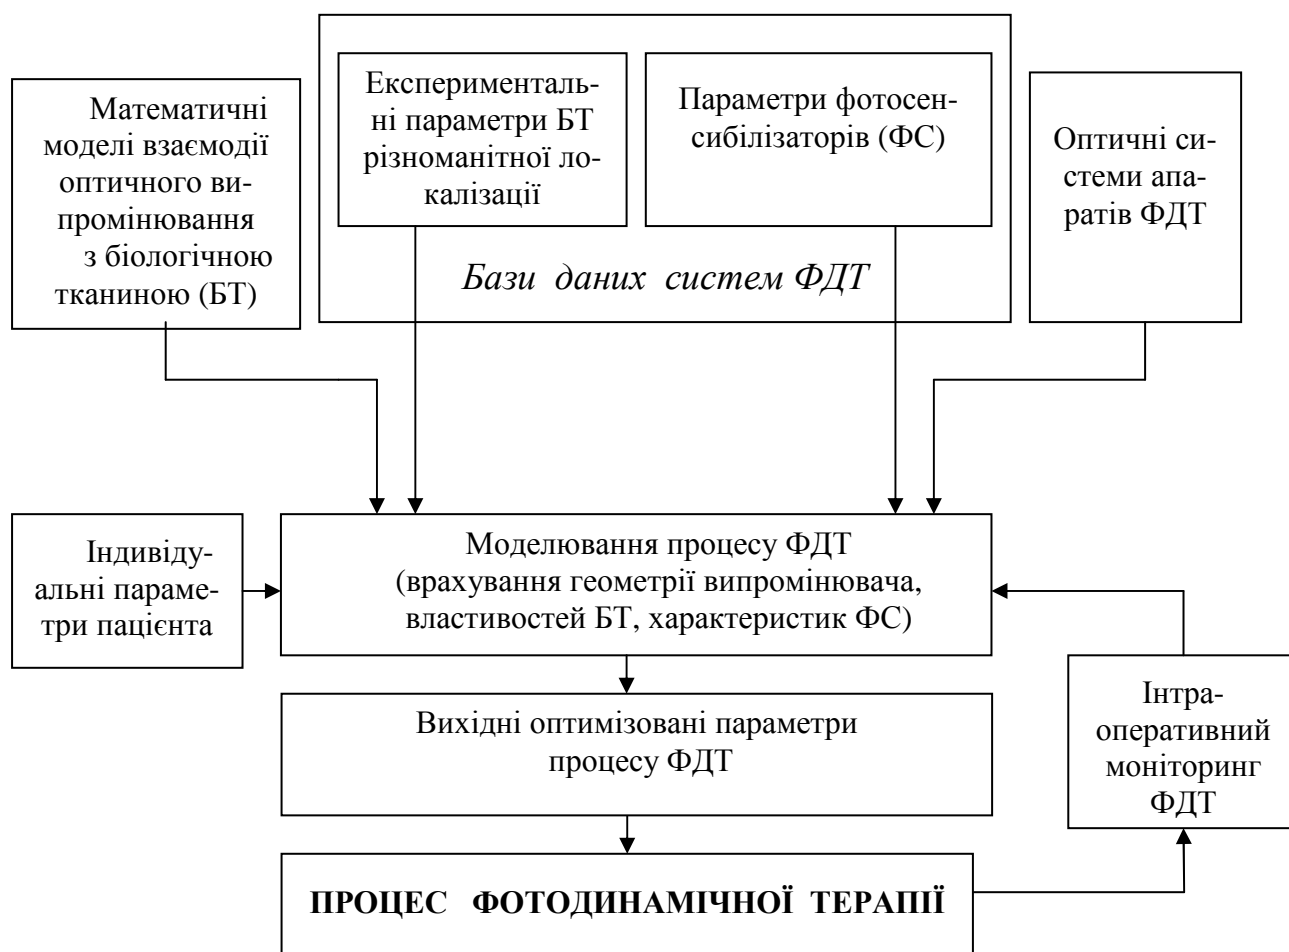 Математичні
моделі взаємодії
оптичного ви-
промінювання
з біологічною
тканиною (БТ)
Експерименталь-
ні параметри БТ
різноманітної ло-
калізації
Параметри фотосен-
сибілізаторів (ФС)
Бази даних систем ФДТ
Оптичні си-
стеми апа-
ратів ФДТ
Індивіду-
альні параме-
три пацієнта
Моделювання процесу ФДТ
(врахування геометрії випромінювача,
властивостей БТ, характеристик ФС)
Вихідні оптимізовані параметри
процесу ФДТ
Інтра-
оперативний
моніторинг
ФДТ
ПРОЦЕС ФОТОДИНАМІЧНОЇ ТЕРАПІЇ